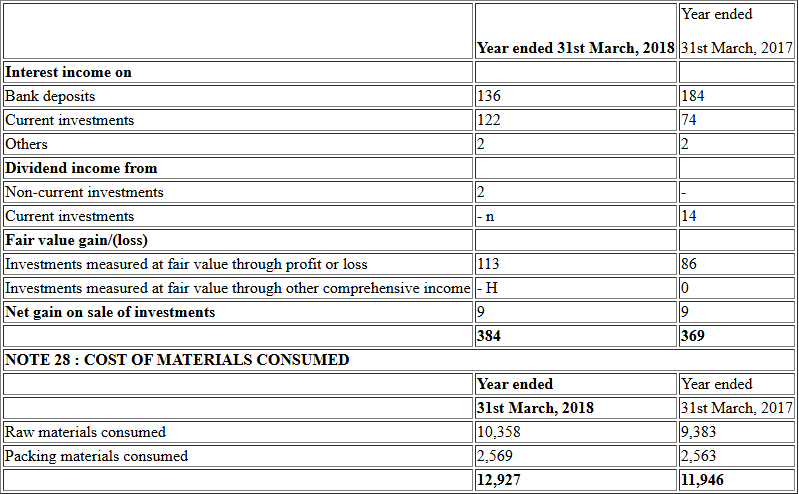 Year ended 31st March, 2018 Year ended 31st March, 2017
Interest income on
Bank deposits 136 184
Current investments 122 74
Others 2 2
Dividend income from
Non-current investments 2 -
Current investments - n 14
Fair value gain/(loss)
Investments measured at fair value through profit or loss 113 86
Investments measured at fair value through other comprehensive income - H 0
Net gain on sale of investments 9 9
384 369
NOTE 28 : COST OF MATERIALS CONSUMED
Year ended Year ended
31st March, 2018 31st March, 2017
Raw materials consumed 10,358 9,383
Packing materials consumed 2,569 2,563
12,927 11,946